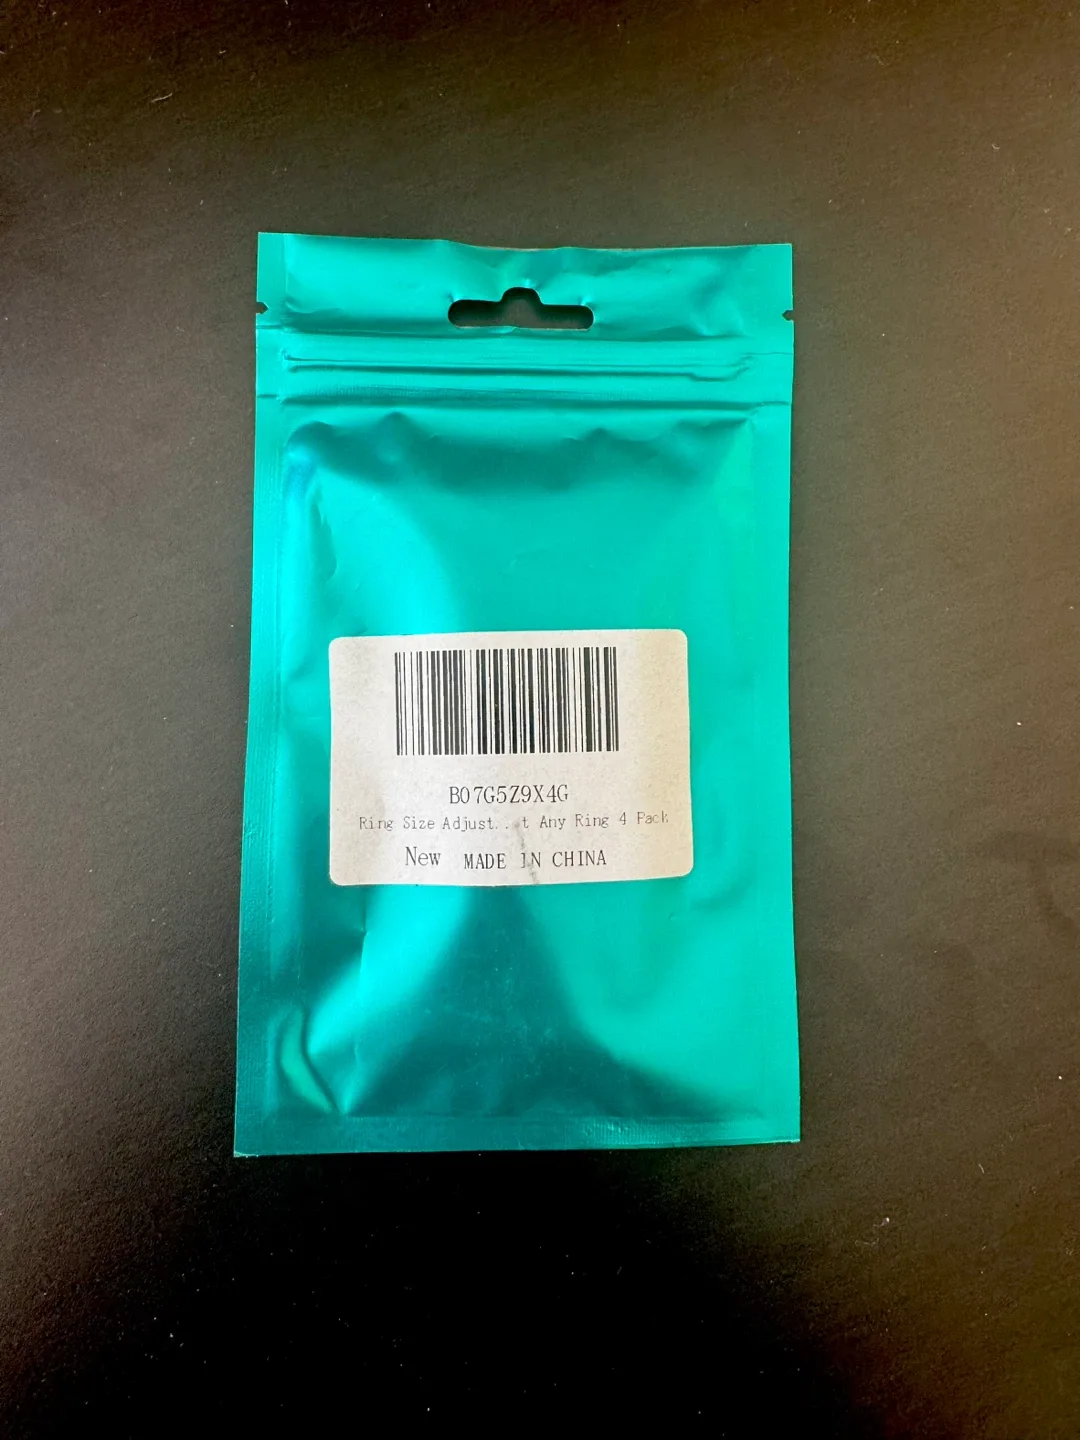 B07G5Z9X4G
Ring Size Adjust...t Any Ring 4 Pack
New MADE IN CHINA